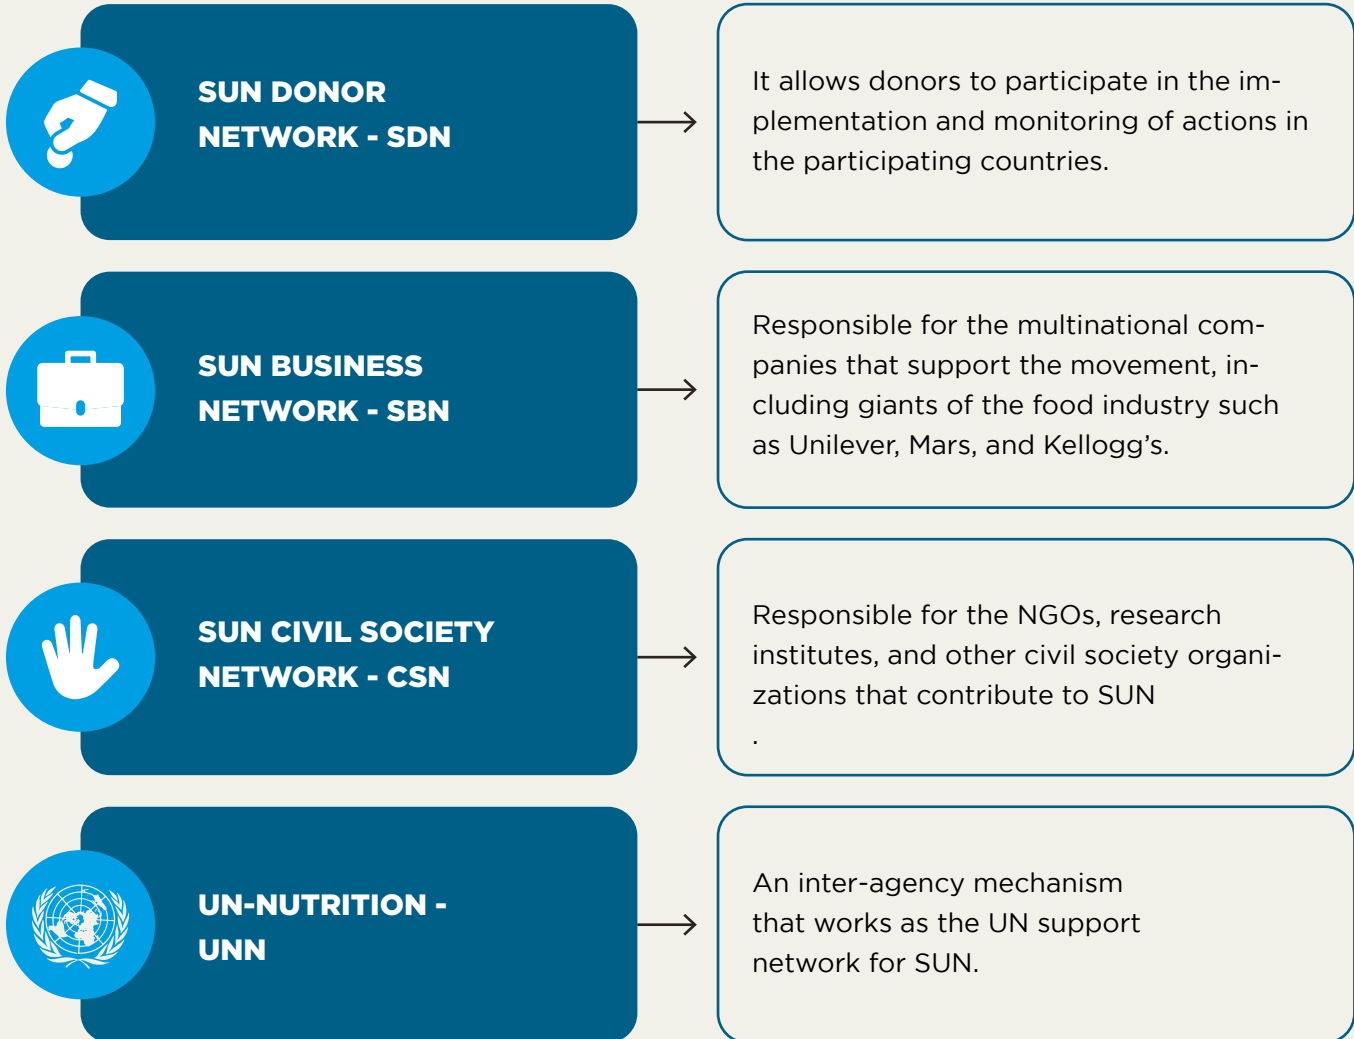 SUN DONOR
NETWORK - SDN
It allows donors to participate in the im-
plementation and monitoring of actions in
the participating countries.
SUN BUSINESS
NETWORK - SBN
Responsible for the multinational com-
panies that support the movement, in-
cluding giants of the food industry such
as Unilever, Mars, and Kellogg’s.
SUN CIVIL SOCIETY
NETWORK - CSN
Responsible for the NGOs, research
institutes, and other civil society organi-
zations that contribute to SUN
.
UN-NUTRITION -
UNN
An inter-agency mechanism
that works as the UN support
network for SUN.